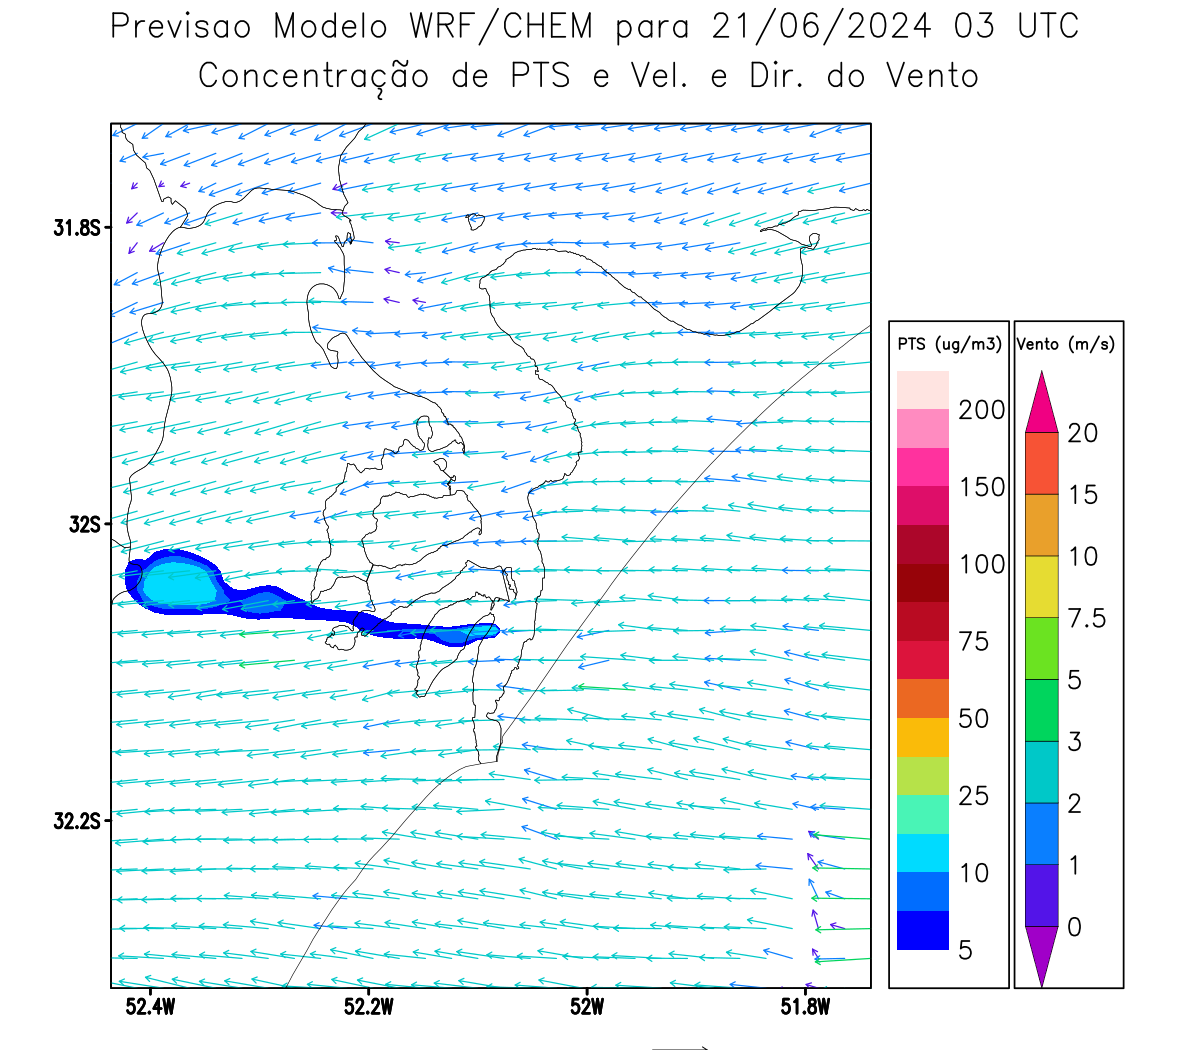 Previsao Modelo WRF/CHEM para 21/06/2024 03 UTC
Concentração de PTS e Vel. e Dir. do Vento
31.8S
32S
32.2S
52.4W
52.2W
52W
51.8W
PTS (ug/m3)
200
150
100
75
50
25
10
5
Vento (m/s)
20
15
10
7.5
5
3
2
1
0